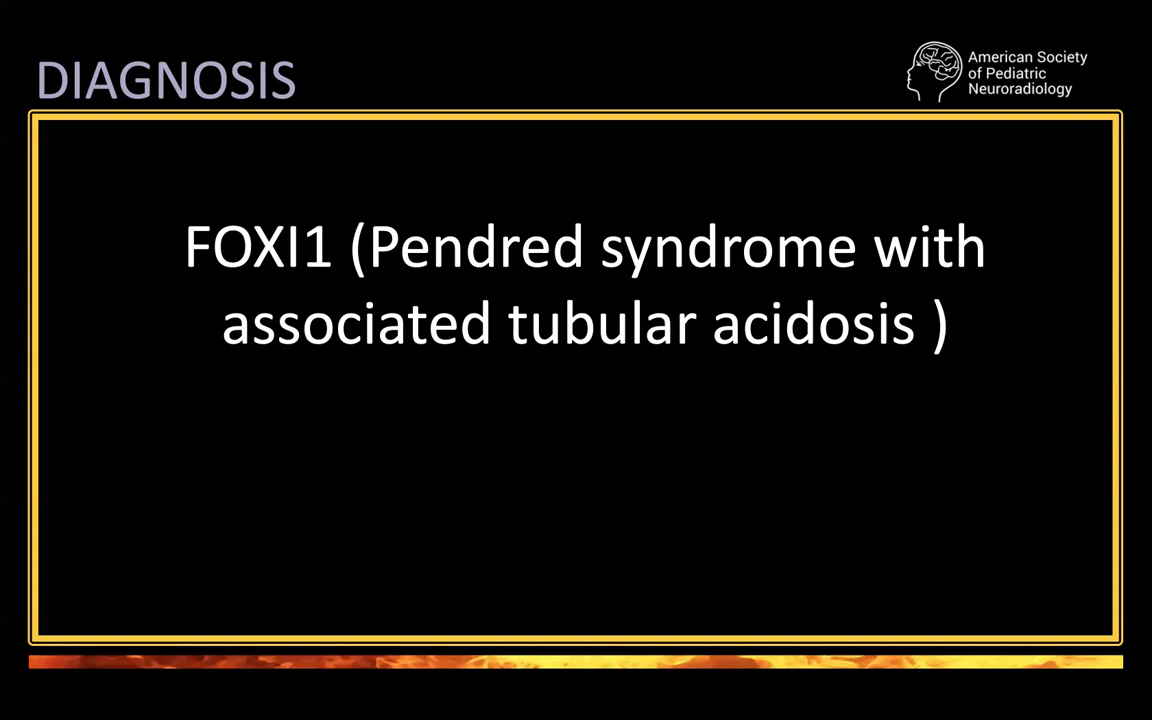 DIAGNOSIS
American Society
of Pediatric
Neuroradiology
FOXI1 (Pendred syndrome with
associated tubular acidosis )